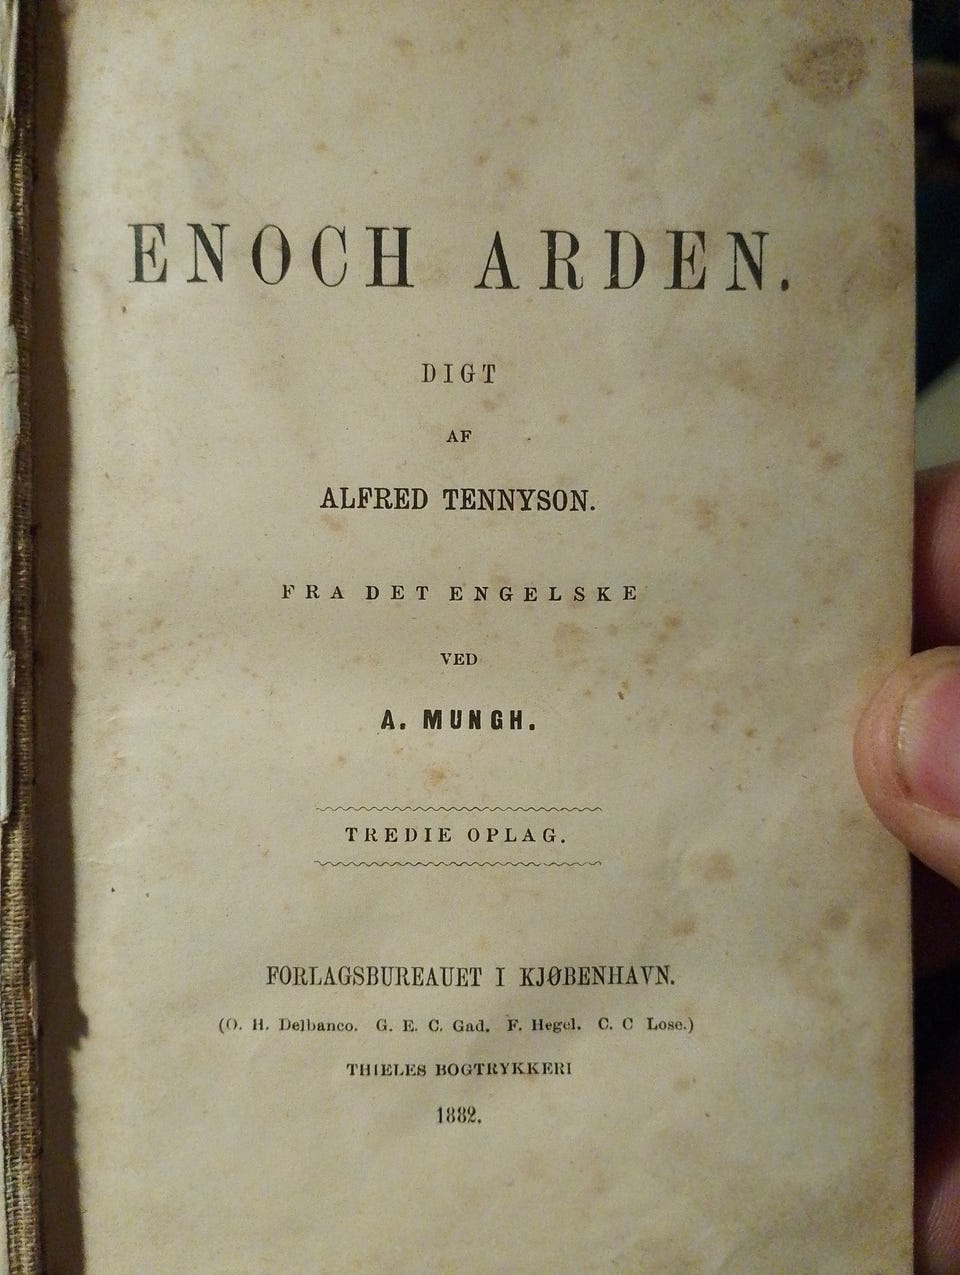 ENOCH ARDEN.
DIGT
AF
ALFRED TENNYSON.
FRA DET ENGELSKE
VED
A. MUNCH.
TREDIE OPLAG.
FORLAGSBUREAUET I KJØBENHAVN.
(O. H. Delbanco. G. E. C. Gad. F. Hegel. C. C Lose.)
THIELES BOGTRYKKERI
1882.